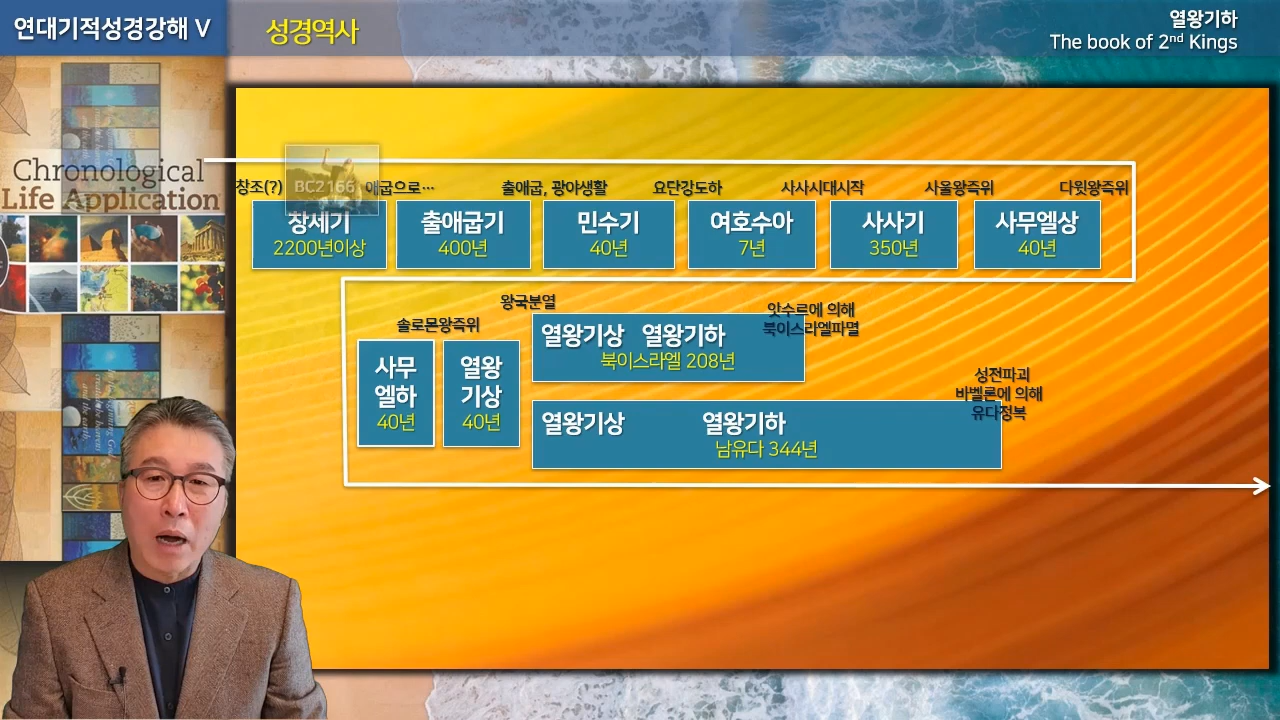 연대기적성경강해 V
성경역사
열왕기하
The book of 2nd Kings
Chronological
Life Application
창조(?)
BC2166
애굽으로…
출애굽, 광야생활
요단강도하
사사시대시작
사울왕즉위
다윗왕즉위
창세기
2200년이상
출애굽기
400년
민수기
40년
여호수아
7년
사사기
350년
사무엘상
40년
솔로몬왕즉위
왕국분열
앗수르에 의해
북이스라엘파멸
사무
엘하
40년
열왕
기상
40년
열왕기상 열왕기하
북이스라엘 208년
성전파괴
바벨론에 의해
유다정복
열왕기상 열왕기하
남유다 344년